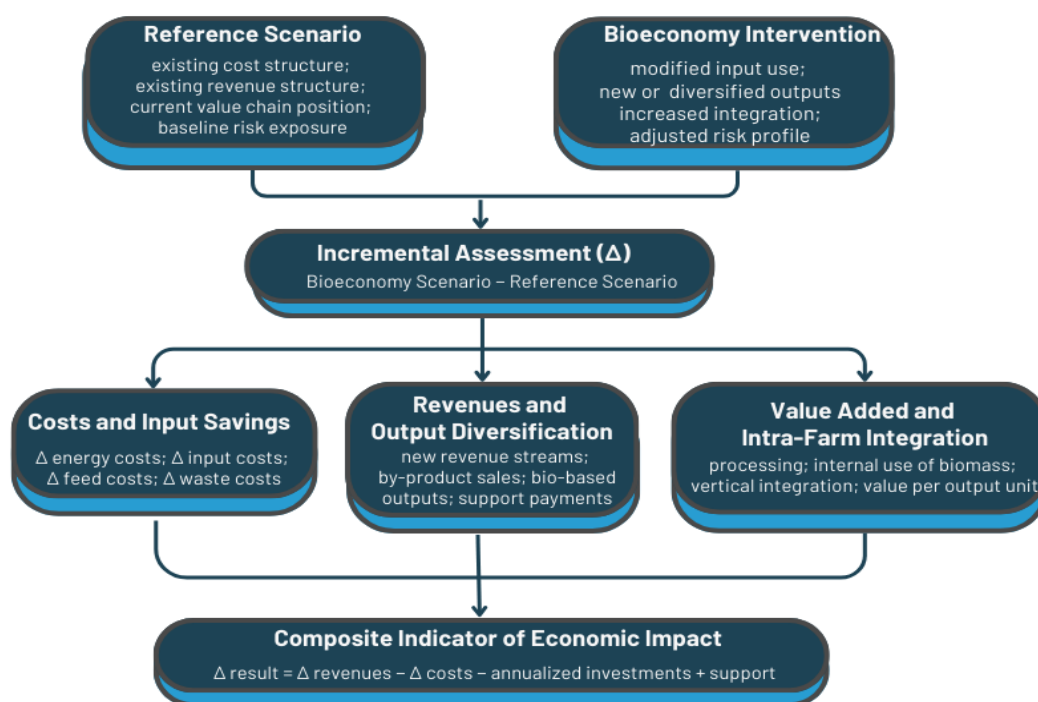 Reference Scenario
existing cost structure;
existing revenue structure;
current value chain position;
baseline risk exposure
Bioeconomy Intervention
modified input use;
new or diversified outputs
increased integration;
adjusted risk profile
Incremental Assessment (Δ)
Bioeconomy Scenario – Reference Scenario
Costs and Input Savings
Δ energy costs; Δ input costs;
Δ feed costs; Δ waste costs
Revenues and
Output Diversification
new revenue streams;
by-product sales; bio-based
outputs; support payments
Value Added and
Intra-Farm Integration
processing; internal use of biomass;
vertical integration; value per output unit
Composite Indicator of Economic Impact
Δ result = Δ revenues – Δ costs – annualized investments + support